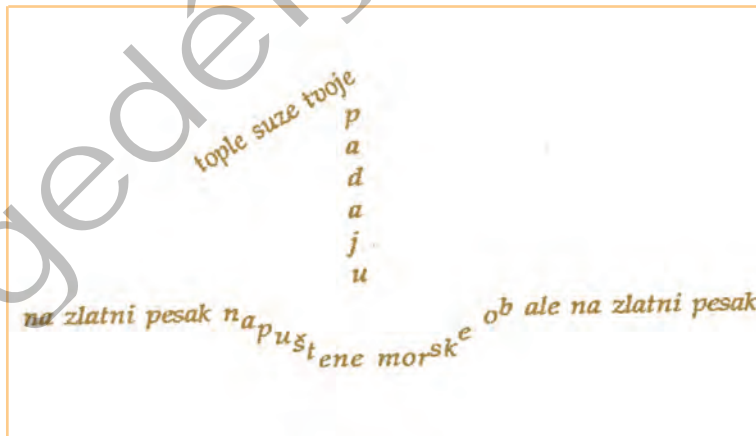 tople suze tvoje
padaju
na zlatni pesak napuštene morske obale na zlatni pesak